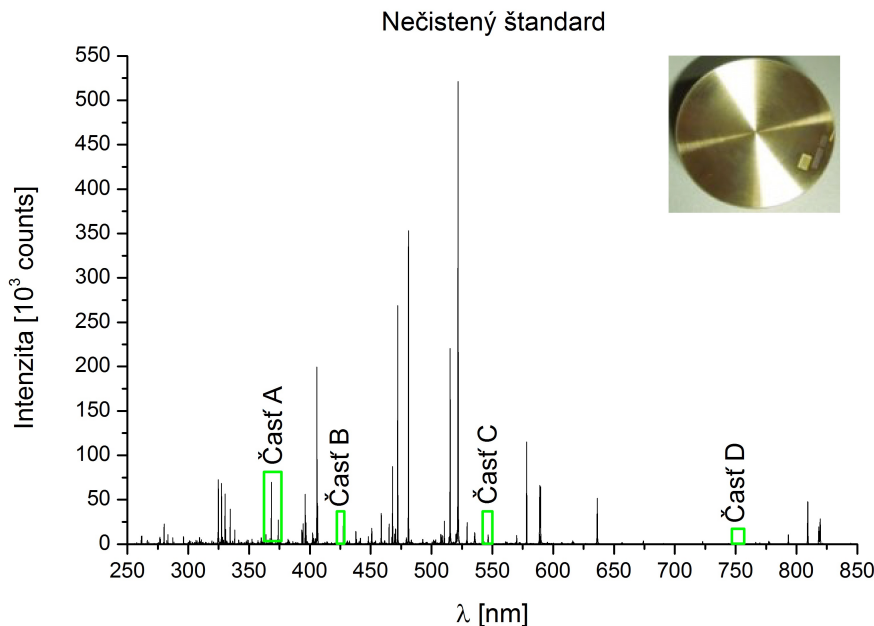 Nečistený štandard
Intenzita [10³ counts]
550
500
450
400
350
300
250
200
150
100
50
0
Časť A
Časť B
Časť C
Časť D
250 300 350 400 450 500 550 600 650 700 750 800 850
λ [nm]